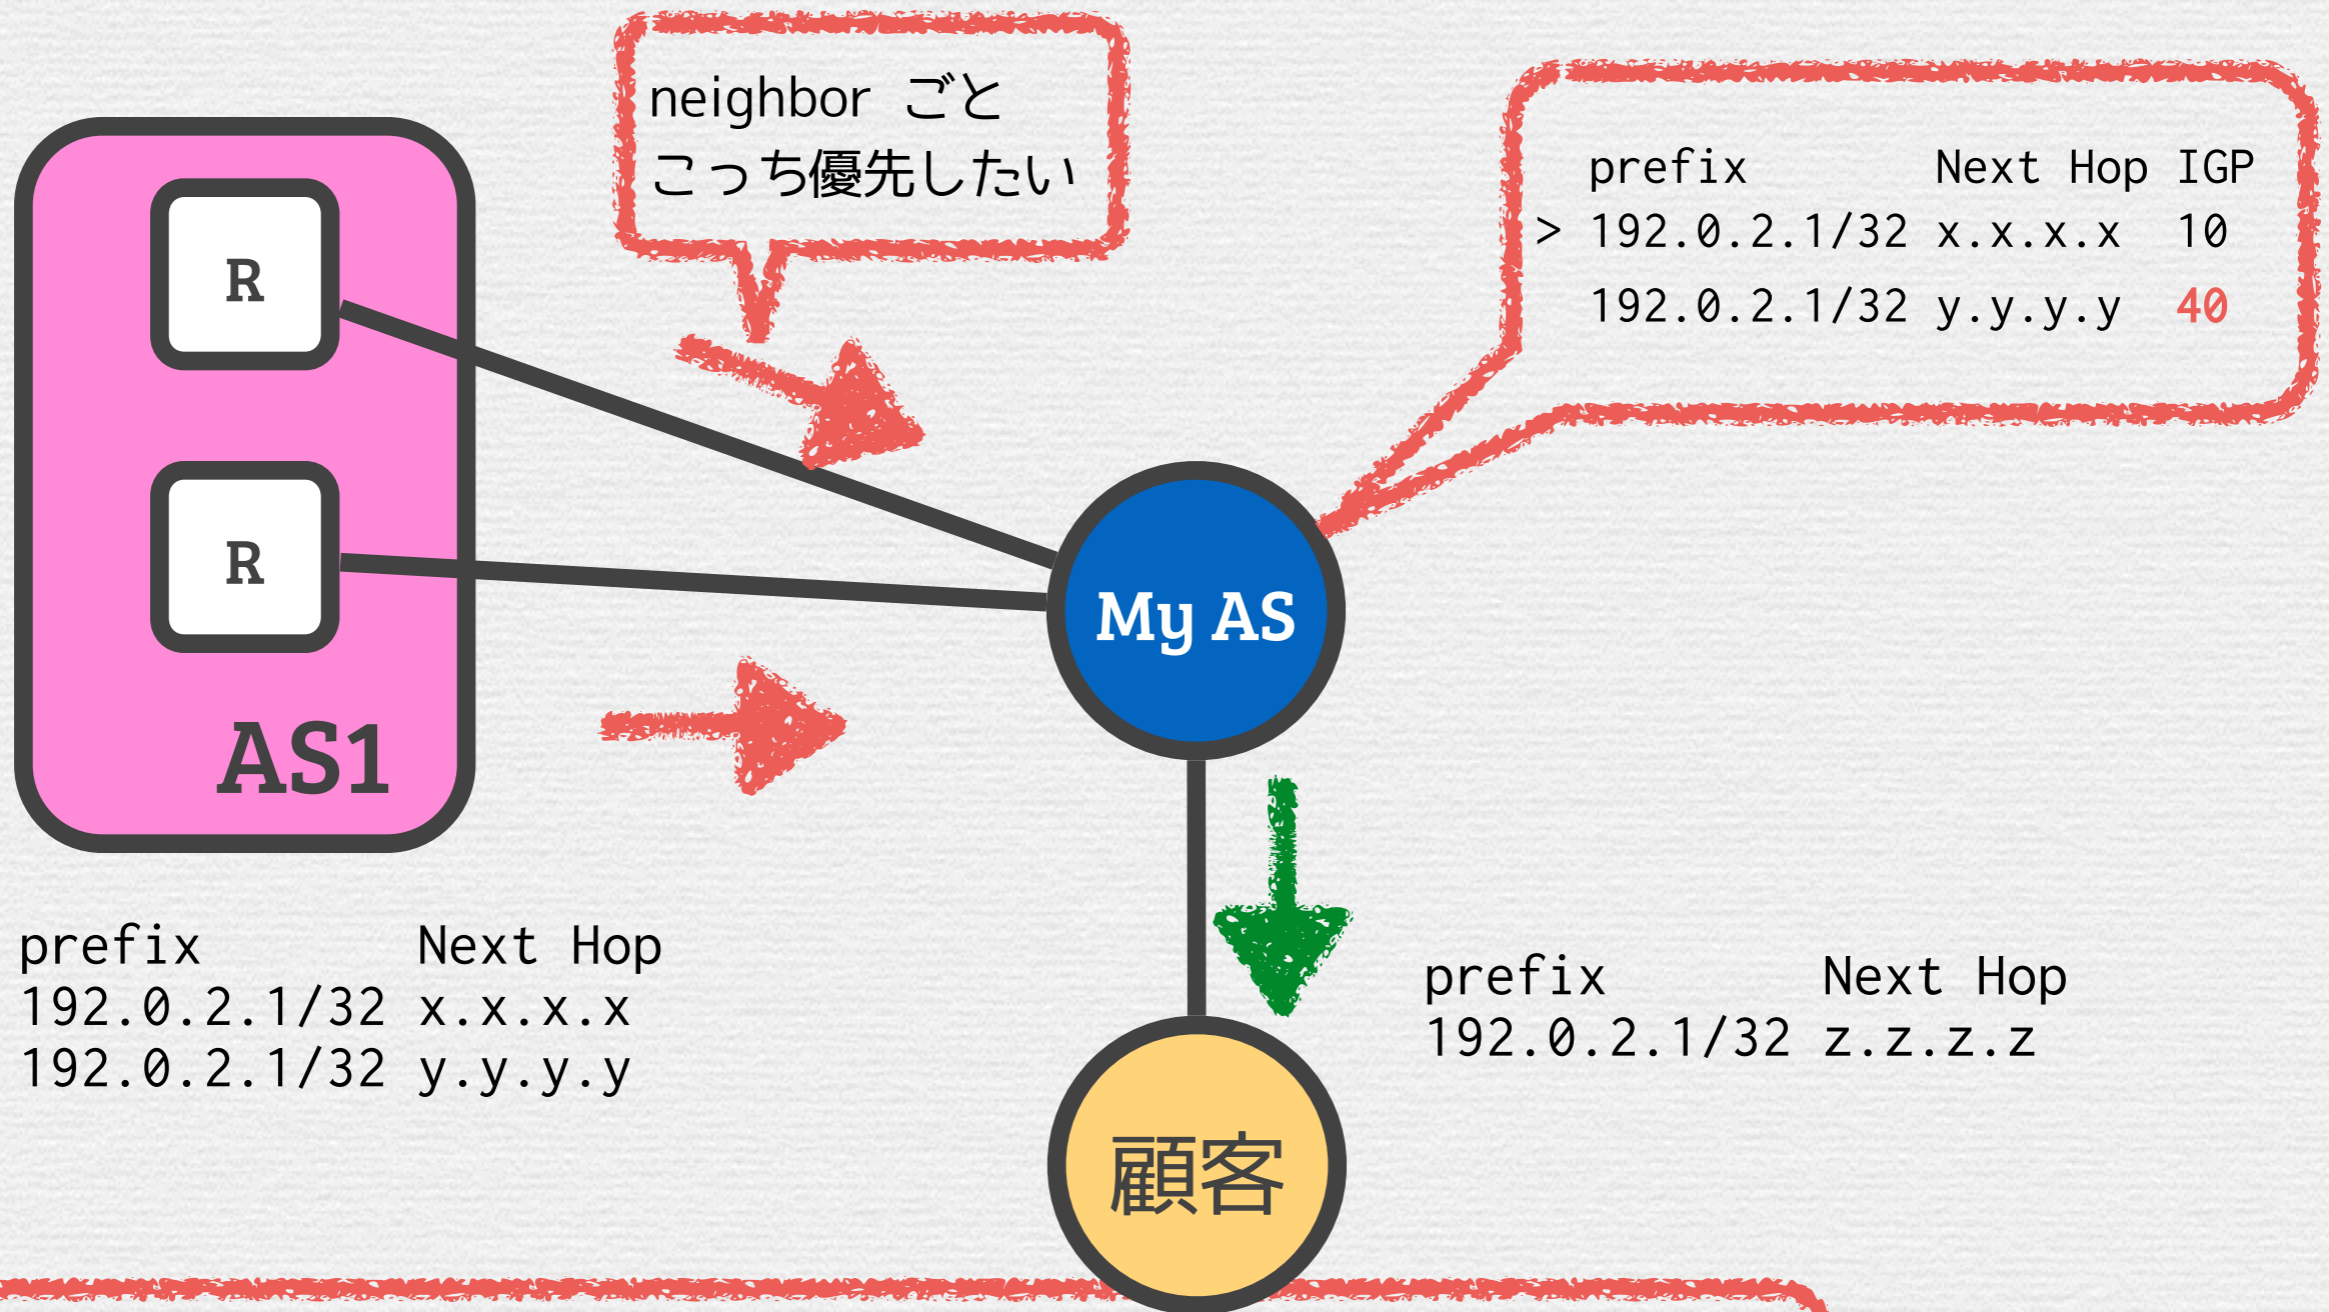 neighbor ごと
こっち優先したい
prefix Next Hop IGP
> 192.0.2.1/32 x.x.x.x 10
192.0.2.1/32 y.y.y.y 40
R
R
AS1
My AS
prefix Next Hop
192.0.2.1/32 x.x.x.x
192.0.2.1/32 y.y.y.y
prefix Next Hop
192.0.2.1/32 z.z.z.z
顧客